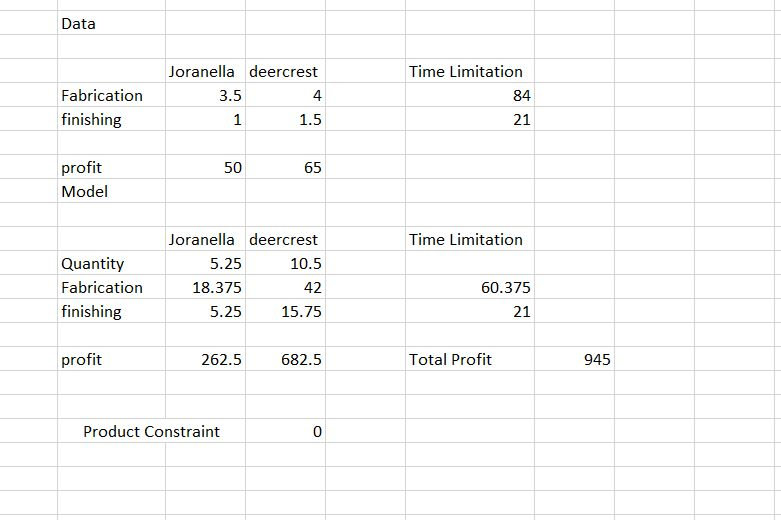 Data
Joranella deercrest Time Limitation
Fabrication 3.5 4 84
finishing 1 1.5 21
profit 50 65
Model
Joranella deercrest Time Limitation
Quantity 5.25 10.5
Fabrication 18.375 42 60.375
finishing 5.25 15.75 21
profit 262.5 682.5 Total Profit 945
Product Constraint 0